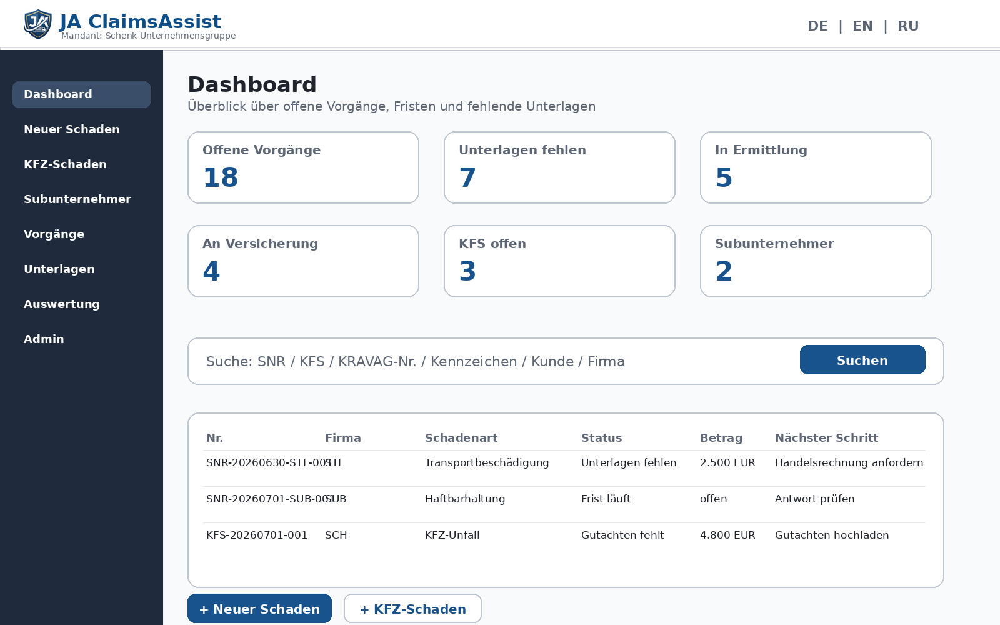 JA ClaimsAssist
Mandant: Schenk Unternehmensgruppe
DE | EN | RU
Dashboard
Neuer Schaden
KFZ-Schaden
Subunternehmer
Vorgänge
Unterlagen
Auswertung
Admin
Dashboard
Überblick über offene Vorgänge, Fristen und fehlende Unterlagen
Offene Vorgänge
18
Unterlagen fehlen
7
In Ermittlung
5
An Versicherung
4
KFS offen
3
Subunternehmer
2
Suche: SNR / KFS / KRAVAG-Nr. / Kennzeichen / Kunde / Firma
Suchen
Nr. Firma Schadenart Status Betrag Nächster Schritt
SNR-20260630-STL-001 STL Transportbeschädigung Unterlagen fehlen 2.500 EUR Handelsrechnung anfordern
SNR-20260701-SUB-001 SUB Haftbarhaltung Frist läuft offen Antwort prüfen
KFS-20260701-001 SCH KFZ-Unfall Gutachten fehlt 4.800 EUR Gutachten hochladen
+ Neuer Schaden
+ KFZ-Schaden